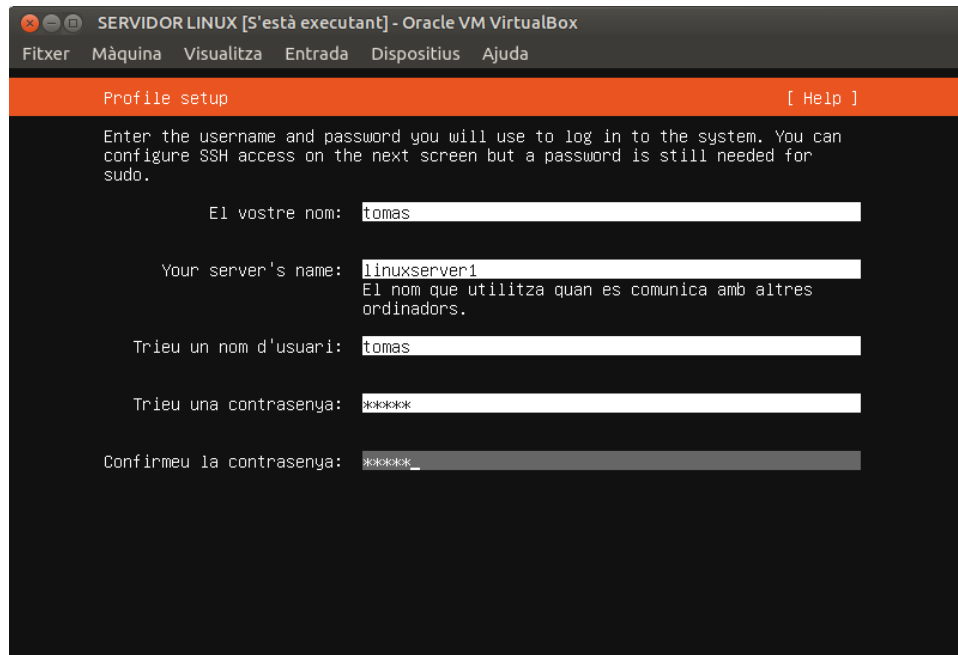 SERVIDOR LINUX [S'està executant] - Oracle VM VirtualBox
Fitxer Màquina Visualitza Entrada Dispositius Ajuda
Profile setup [ Help ]
Enter the username and password you will use to log in to the system. You can
configure SSH access on the next screen but a password is still needed for
sudo.
El vostre nom: tomas
Your server's name: linuxserver1
El nom que utilitza quan es comunica amb altres
ordinadors.
Trieu un nom d'usuari: tomas
Trieu una contrasenya: *****
Confirmeu la contrasenya: *****_